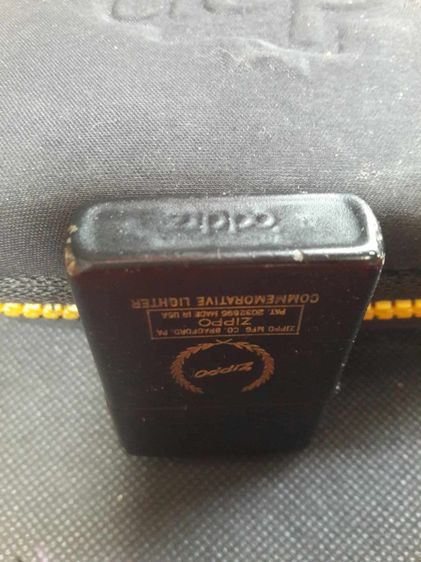 ZIPPO
ZIPPO MFG. CO. BRADFORD, PA.
ZIPPO
PAT. 2032695 MADE IN USA
COMMEMORATIVE LIGHTER
zippo